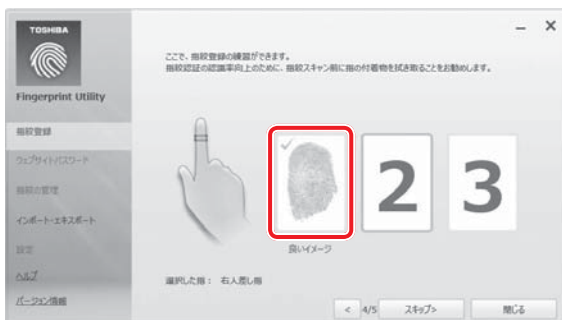 TOSHIBA
Fingerprint Utility
指紋登録
ウェブサイト/パスワード
指紋の管理
インポート・エキスポート
設定
ヘルプ
バージョン情報
ここで、指紋登録の練習ができます。
指紋認証の認識率向上のために、指紋スキャン前に指の付着物を拭き取ることをお勧めします。
2
3
良いイメージ
選択した指： 右人差し指
<
4/5
スキップ>
閉じる